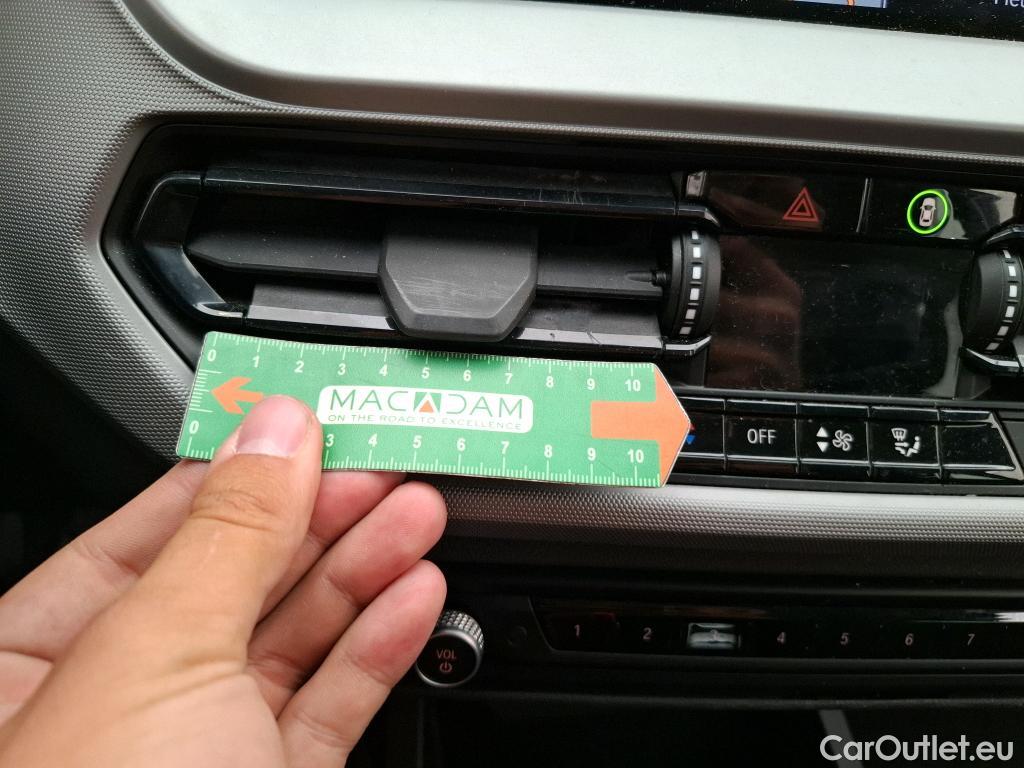 0 1 2 3 4 5 6 7 8 9 10
MACADAM
ON THE ROAD TO EXCELLENCE
0 3 4 5 6 7 8 9 10
OFF
1 2 3 4 5 6 7
VOL
CarOutlet.eu